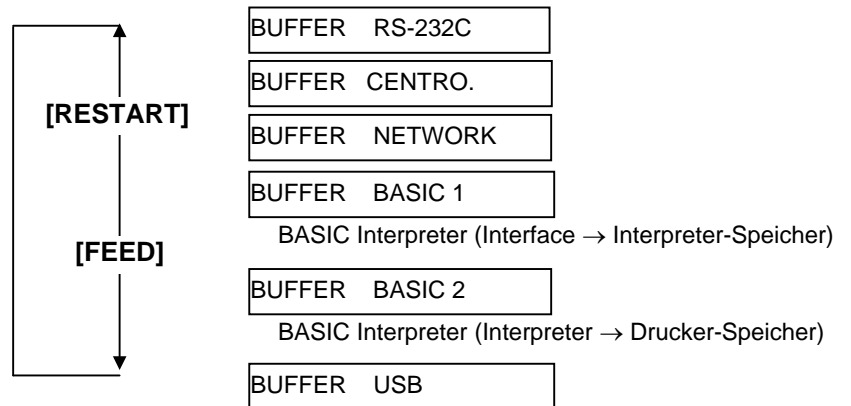 BUFFER RS-232C
BUFFER CENTRO.
[RESTART]
BUFFER NETWORK
BUFFER BASIC 1
BASIC Interpreter (Interface → Interpreter-Speicher)
[FEED]
BUFFER BASIC 2
BASIC Interpreter (Interpreter → Drucker-Speicher)
BUFFER USB